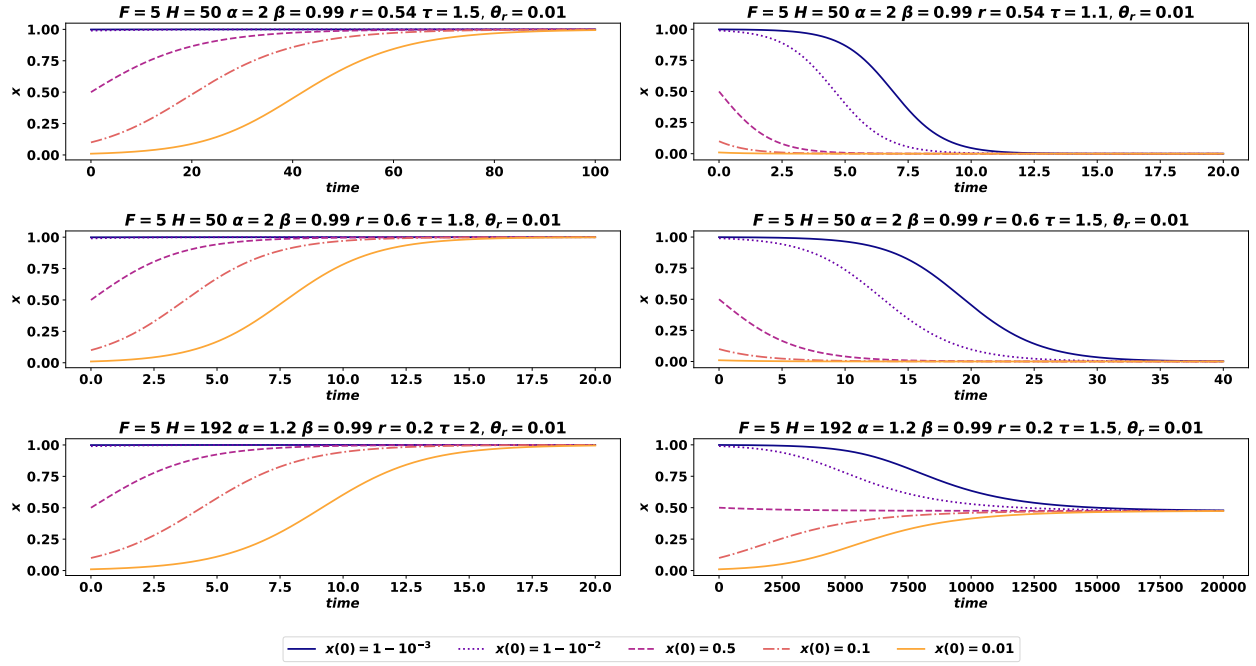 F = 5 H = 50 α = 2 β = 0.99 r = 0.54 τ = 1.5, θr = 0.01
1.00
0.75
0.50
0.25
0.00
x
0 20 40 60 80 100
time
F = 5 H = 50 α = 2 β = 0.99 r = 0.54 τ = 1.1, θr = 0.01
1.00
0.75
0.50
0.25
0.00
x
0.0 2.5 5.0 7.5 10.0 12.5 15.0 17.5 20.0
time
F = 5 H = 50 α = 2 β = 0.99 r = 0.6 τ = 1.8, θr = 0.01
1.00
0.75
0.50
0.25
0.00
x
0.0 2.5 5.0 7.5 10.0 12.5 15.0 17.5 20.0
time
F = 5 H = 50 α = 2 β = 0.99 r = 0.6 τ = 1.5, θr = 0.01
1.00
0.75
0.50
0.25
0.00
x
0 5 10 15 20 25 30 35 40
time
F = 5 H = 192 α = 1.2 β = 0.99 r = 0.2 τ = 2, θr = 0.01
1.00
0.75
0.50
0.25
0.00
x
0.0 2.5 5.0 7.5 10.0 12.5 15.0 17.5 20.0
time
F = 5 H = 192 α = 1.2 β = 0.99 r = 0.2 τ = 1.5, θr = 0.01
1.00
0.75
0.50
0.25
0.00
x
0 2500 5000 7500 10000 12500 15000 17500 20000
time
x(0) = 1 − 10⁻³ x(0) = 1 − 10⁻² x(0) = 0.5 x(0) = 0.1 x(0) = 0.01